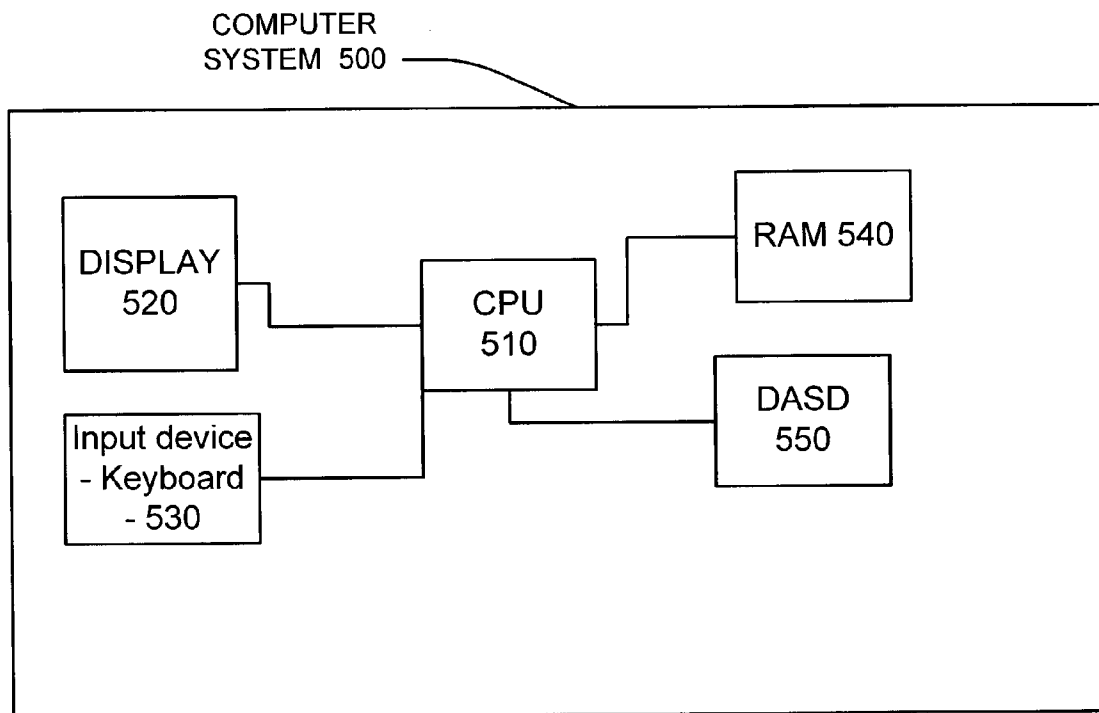 COMPUTER
SYSTEM 500
DISPLAY
520
CPU
510
RAM 540
DASD
550
Input device
- Keyboard
- 530